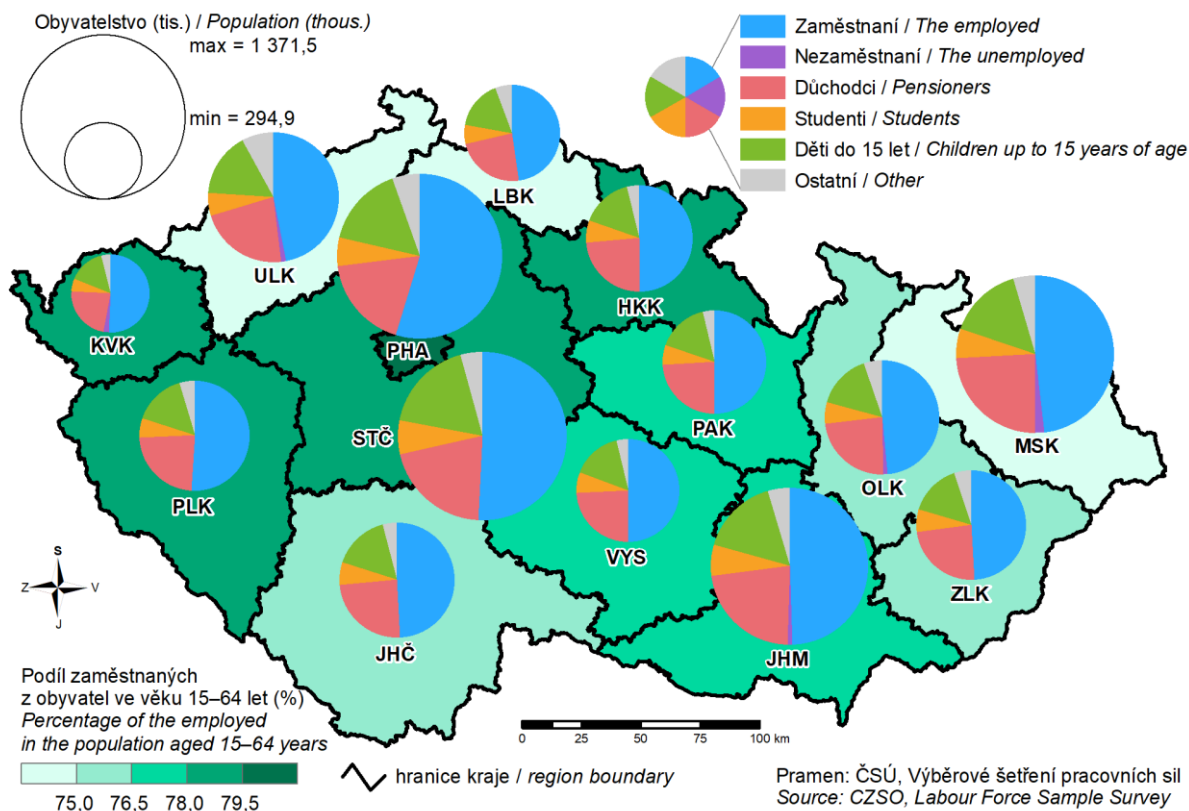 Obyvatelstvo (tis.) / Population (thous.)
max = 1 371,5
min = 294,9
Zaměstnaní / The employed
Nezaměstnaní / The unemployed
Důchodci / Pensioners
Studenti / Students
Děti do 15 let / Children up to 15 years of age
Ostatní / Other
LBK
ULK
HKK
KVK
PHA
PAK
STČ
MSK
OLK
PLK
VYS
ZLK
JHČ
JHM
S
Z V
J
Podíl zaměstnaných
z obyvatel ve věku 15–64 let (%)
Percentage of the employed
in the population aged 15–64 years
75,0 76,5 78,0 79,5
hranice kraje / region boundary
0 25 50 75 100 km
Pramen: ČSÚ, Výběrové šetření pracovních sil
Source: CZSO, Labour Force Sample Survey